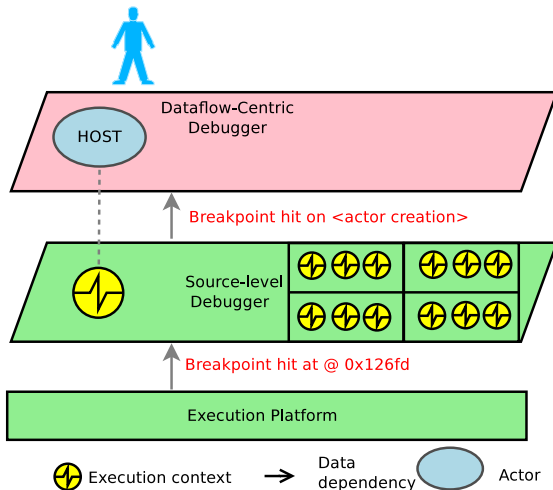 Dataflow-Centric
Debugger
HOST
Breakpoint hit on <actor creation>
Source-level
Debugger
Breakpoint hit at @ 0x126fd
Execution Platform
Execution context
Data
dependency
Actor